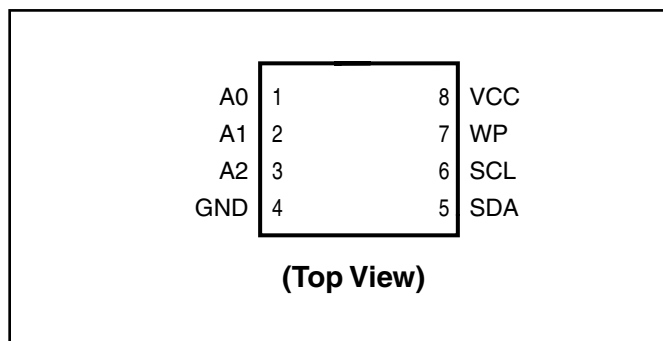 A0 1 8 VCC
A1 2 7 WP
A2 3 6 SCL
GND 4 5 SDA
(Top View)